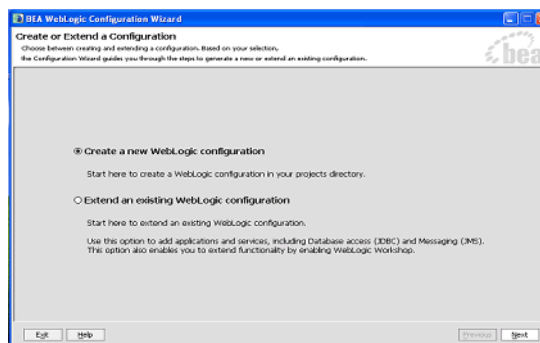 BEA WebLogic Configuration Wizard
Create or Extend a Configuration
Choose between creating and extending a configuration. Based on your selection,
the Configuration Wizard guides you through the steps to generate a new or extend an existing configuration.
bea
Create a new WebLogic configuration
Start here to create a WebLogic configuration in your projects directory.
Extend an existing WebLogic configuration
Start here to extend an existing WebLogic configuration.
Use this option to add applications and services, including Database access (JDBC) and Messaging (JMS).
This option also enables you to extend functionality by enabling WebLogic Workshop.
Exit Help Previous Next